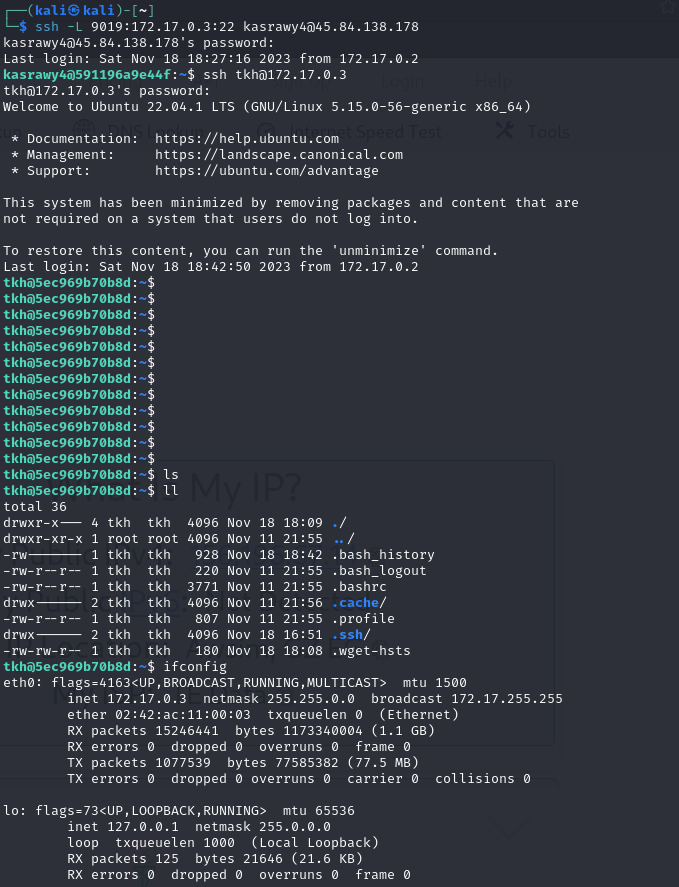 ┌──(kali㉿kali)-[~]
└─$ ssh -L 9019:172.17.0.3:22 kasrawy4@45.84.138.178
kasrawy4@45.84.138.178's password:
Last login: Sat Nov 18 18:27:16 2023 from 172.17.0.2
kasrawy4@591196a9e44f:~$ ssh tkh@172.17.0.3
tkh@172.17.0.3's password:
Welcome to Ubuntu 22.04.1 LTS (GNU/Linux 5.15.0-56-generic x86_64)

 * Documentation:  https://help.ubuntu.com
 * Management:     https://landscape.canonical.com
 * Support:        https://ubuntu.com/advantage

This system has been minimized by removing packages and content that are
not required on a system that users do not log into.

To restore this content, you can run the 'unminimize' command.
Last login: Sat Nov 18 18:42:50 2023 from 172.17.0.2
tkh@5ec969b70b8d:~$
tkh@5ec969b70b8d:~$
tkh@5ec969b70b8d:~$
tkh@5ec969b70b8d:~$
tkh@5ec969b70b8d:~$
tkh@5ec969b70b8d:~$
tkh@5ec969b70b8d:~$
tkh@5ec969b70b8d:~$
tkh@5ec969b70b8d:~$
tkh@5ec969b70b8d:~$
tkh@5ec969b70b8d:~$
tkh@5ec969b70b8d:~$
tkh@5ec969b70b8d:~$ ls
tkh@5ec969b70b8d:~$ ll
total 36
drwxr-x--- 4 tkh  tkh  4096 Nov 18 18:09 ./
drwxr-xr-x 1 root root 4096 Nov 11 21:55 ../
-rw------- 1 tkh  tkh   928 Nov 18 18:42 .bash_history
-rw-r--r-- 1 tkh  tkh   220 Nov 11 21:55 .bash_logout
-rw-r--r-- 1 tkh  tkh  3771 Nov 11 21:55 .bashrc
drwx------ 2 tkh  tkh  4096 Nov 11 21:56 .cache/
-rw-r--r-- 1 tkh  tkh   807 Nov 11 21:55 .profile
drwx------ 2 tkh  tkh  4096 Nov 18 16:51 .ssh/
-rw-rw-r-- 1 tkh  tkh   180 Nov 18 18:08 .wget-hsts
tkh@5ec969b70b8d:~$ ifconfig
eth0: flags=4163<UP,BROADCAST,RUNNING,MULTICAST>  mtu 1500
        inet 172.17.0.3  netmask 255.255.0.0  broadcast 172.17.255.255
        ether 02:42:ac:11:00:03  txqueuelen 0  (Ethernet)
        RX packets 15246441  bytes 1173340004 (1.1 GB)
        RX errors 0  dropped 0  overruns 0  frame 0
        TX packets 1077539  bytes 77585382 (77.5 MB)
        TX errors 0  dropped 0 overruns 0  carrier 0  collisions 0

lo: flags=73<UP,LOOPBACK,RUNNING>  mtu 65536
        inet 127.0.0.1  netmask 255.0.0.0
        loop  txqueuelen 1000  (Local Loopback)
        RX packets 125  bytes 21646 (21.6 KB)
        RX errors 0  dropped 0  overruns 0  frame 0
Login
Help
DNS Lookup
Internet Speed Test
Tools
My IP?